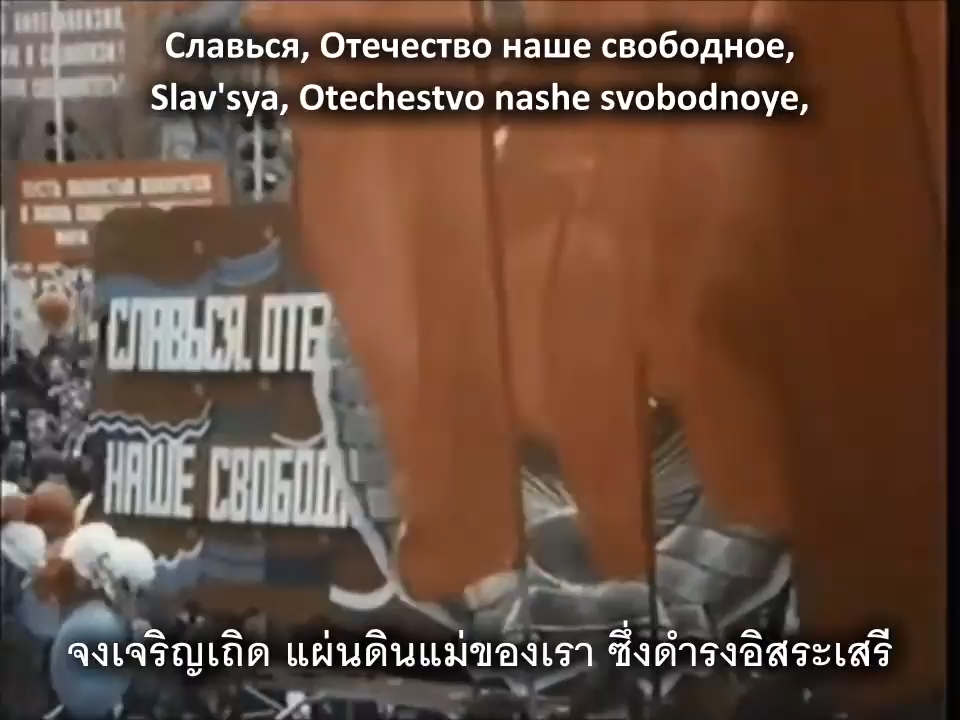 Славься, Отечество наше свободное,
Slav'sya, Otechestvo nashe svobodnoye,
СЛАВЬСЯ, ОТЕ
НАШЕ СВОБОД
จงเจริญเถิด แผ่นดินแม่ของเรา ซึ่งดำรงอิสระเสรี